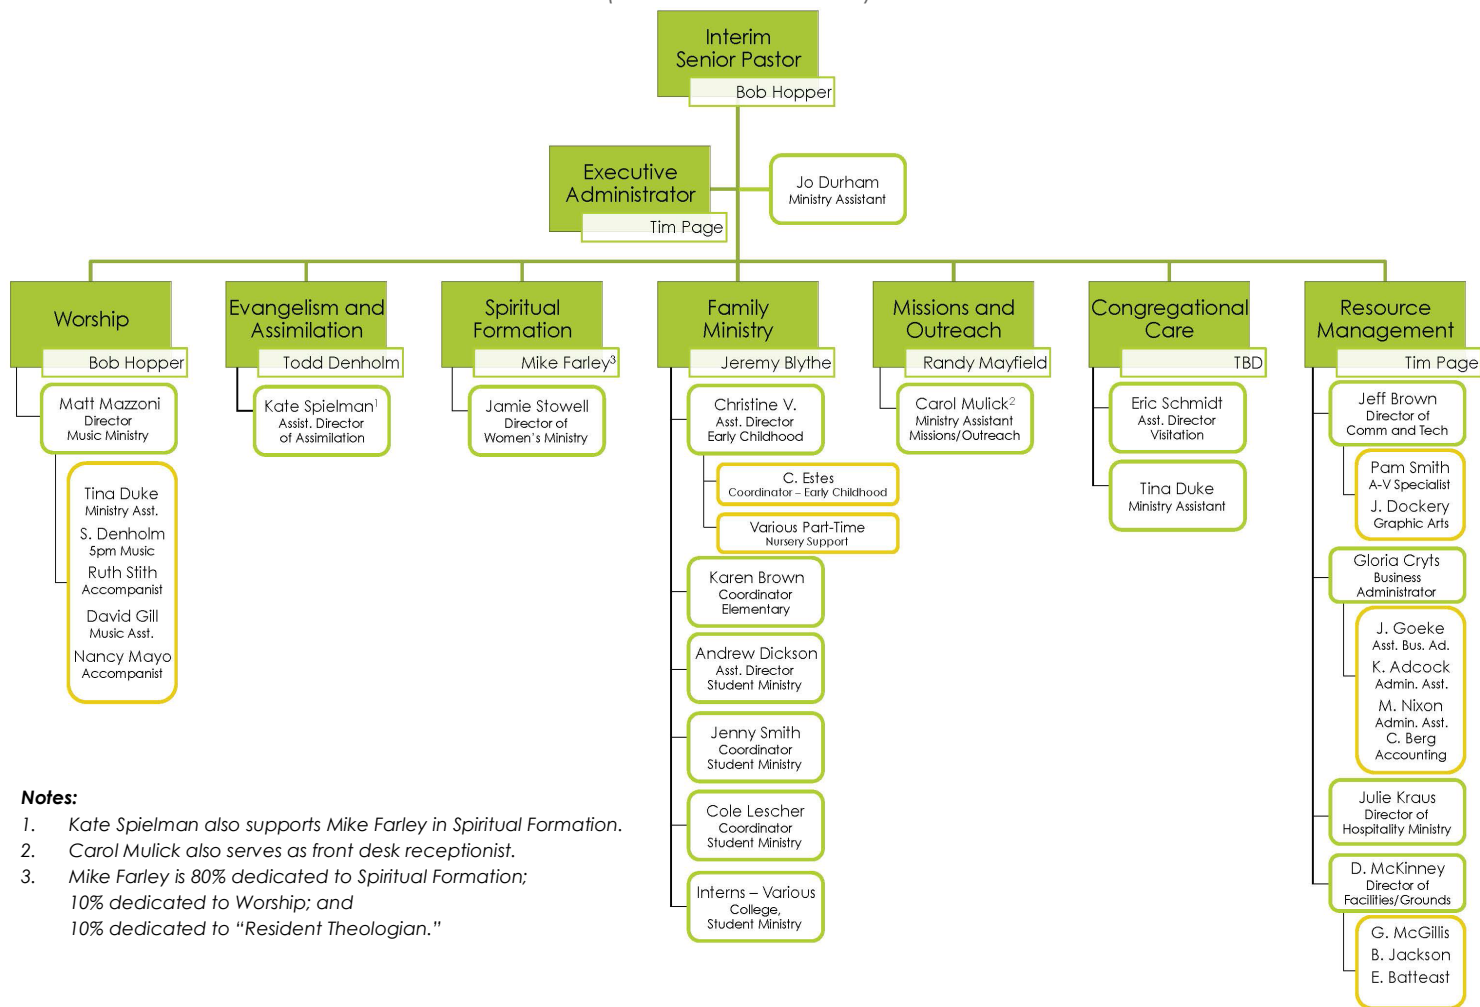 Interim
Senior Pastor
Bob Hopper
Executive
Administrator
Tim Page
Jo Durham
Ministry Assistant
Worship
Bob Hopper
Matt Mazzoni
Director
Music Ministry
Tina Duke
Ministry Asst.
S. Denholm
5pm Music
Ruth Stith
Accompanist
David Gill
Music Asst.
Nancy Mayo
Accompanist
Evangelism and
Assimilation
Todd Denholm
Kate Spielman¹
Assist. Director
of Assimilation
Spiritual
Formation
Mike Farley³
Jamie Stowell
Director of
Women's Ministry
Family
Ministry
Jeremy Blythe
Christine V.
Asst. Director
Early Childhood
C. Estes
Coordinator – Early Childhood
Various Part-Time
Nursery Support
Karen Brown
Coordinator
Elementary
Andrew Dickson
Asst. Director
Student Ministry
Jenny Smith
Coordinator
Student Ministry
Cole Lescher
Coordinator
Student Ministry
Interns – Various
College,
Student Ministry
Missions and
Outreach
Randy Mayfield
Carol Mulick²
Ministry Assistant
Missions/Outreach
Congregational
Care
TBD
Eric Schmidt
Asst. Director
Visitation
Tina Duke
Ministry Assistant
Resource
Management
Tim Page
Jeff Brown
Director of
Comm and Tech
Pam Smith
A-V Specialist
J. Dockery
Graphic Arts
Gloria Cryts
Business
Administrator
J. Goeke
Asst. Bus. Ad.
K. Adcock
Admin. Asst.
M. Nixon
Admin. Asst.
C. Berg
Accounting
Julie Kraus
Director of
Hospitality Ministry
D. McKinney
Director of
Facilities/Grounds
G. McGillis
B. Jackson
E. Batteast
Notes:
1. Kate Spielman also supports Mike Farley in Spiritual Formation.
2. Carol Mulick also serves as front desk receptionist.
3. Mike Farley is 80% dedicated to Spiritual Formation;
10% dedicated to Worship; and
10% dedicated to “Resident Theologian.”